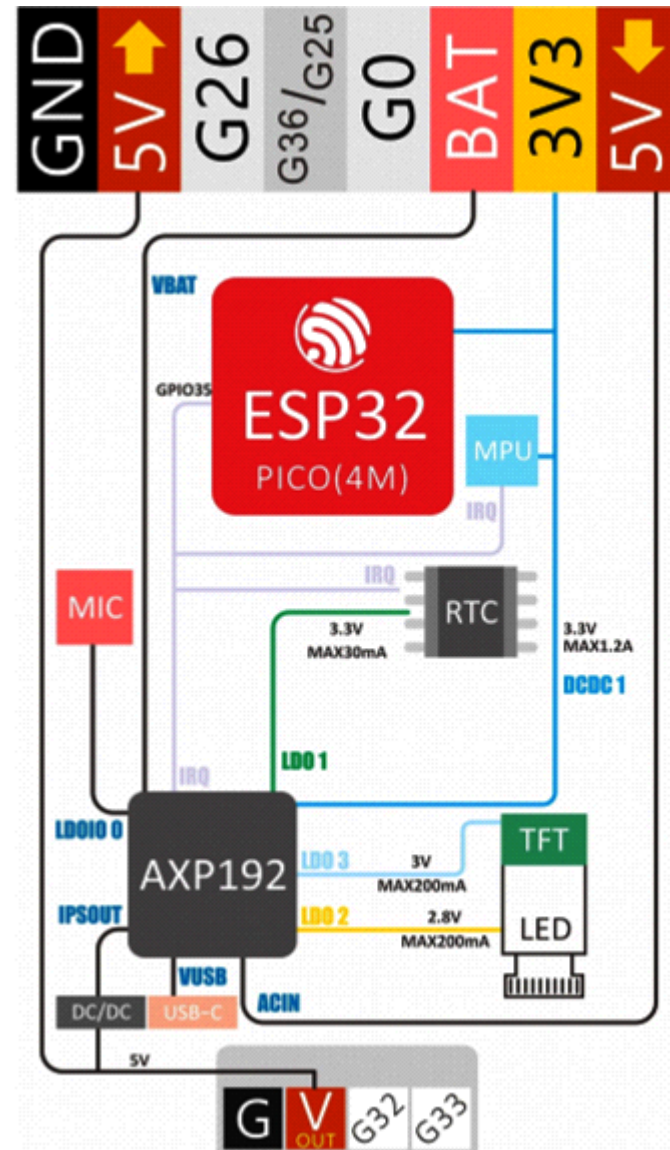 GND
5V
G26
G36/G25
G0
BAT
3V3
5V
VBAT
GPIO35
ESP32
PICO(4M)
MPU
IRQ
IRQ
MIC
RTC
3.3V
MAX30mA
3.3V
MAX1.2A
DCDC 1
LDO 1
IRQ
LDOIO 0
AXP192
LDO 3
3V
MAX200mA
TFT
LDO 2
2.8V
MAX200mA
LED
IPSOUT
VUSB
ACIN
DC/DC
USB-C
5V
G
V
OUT
G32
G33